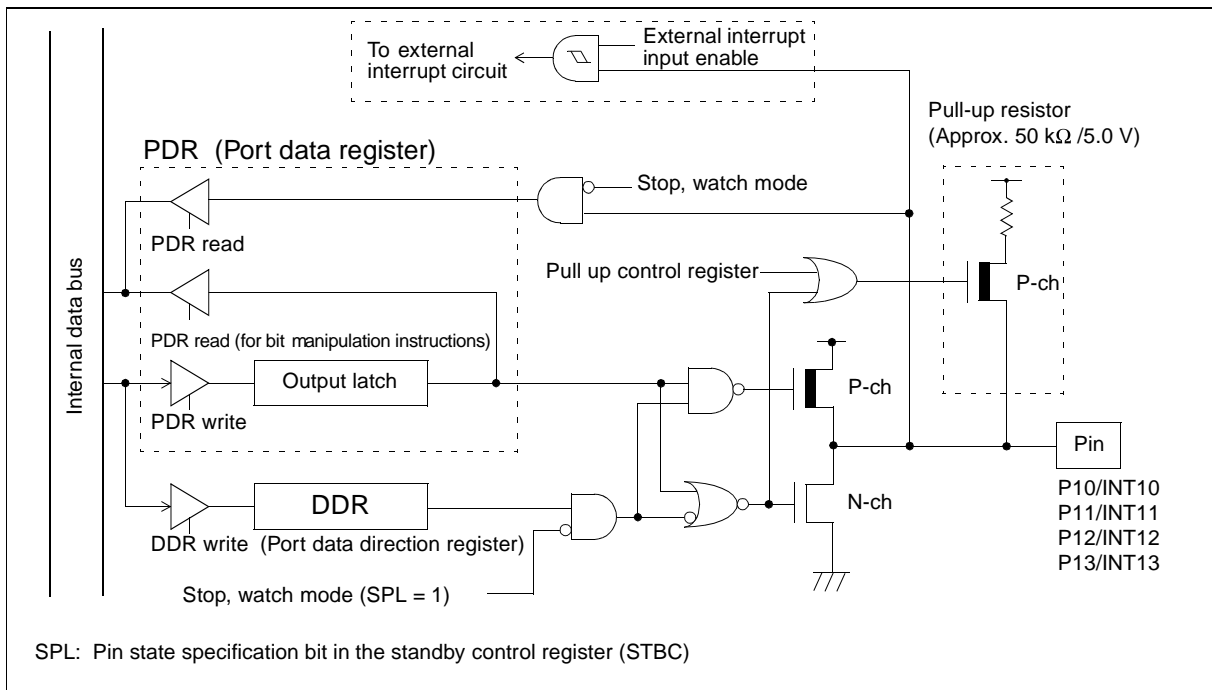 To external
interrupt circuit
External interrupt
input enable
Pull-up resistor
(Approx. 50 kΩ /5.0 V)
PDR (Port data register)
Stop, watch mode
PDR read
Pull up control register
P-ch
PDR read (for bit manipulation instructions)
Output latch
P-ch
PDR write
Internal data bus
Pin
DDR
N-ch
P10/INT10
P11/INT11
P12/INT12
P13/INT13
DDR write (Port data direction register)
Stop, watch mode (SPL = 1)
SPL: Pin state specification bit in the standby control register (STBC)